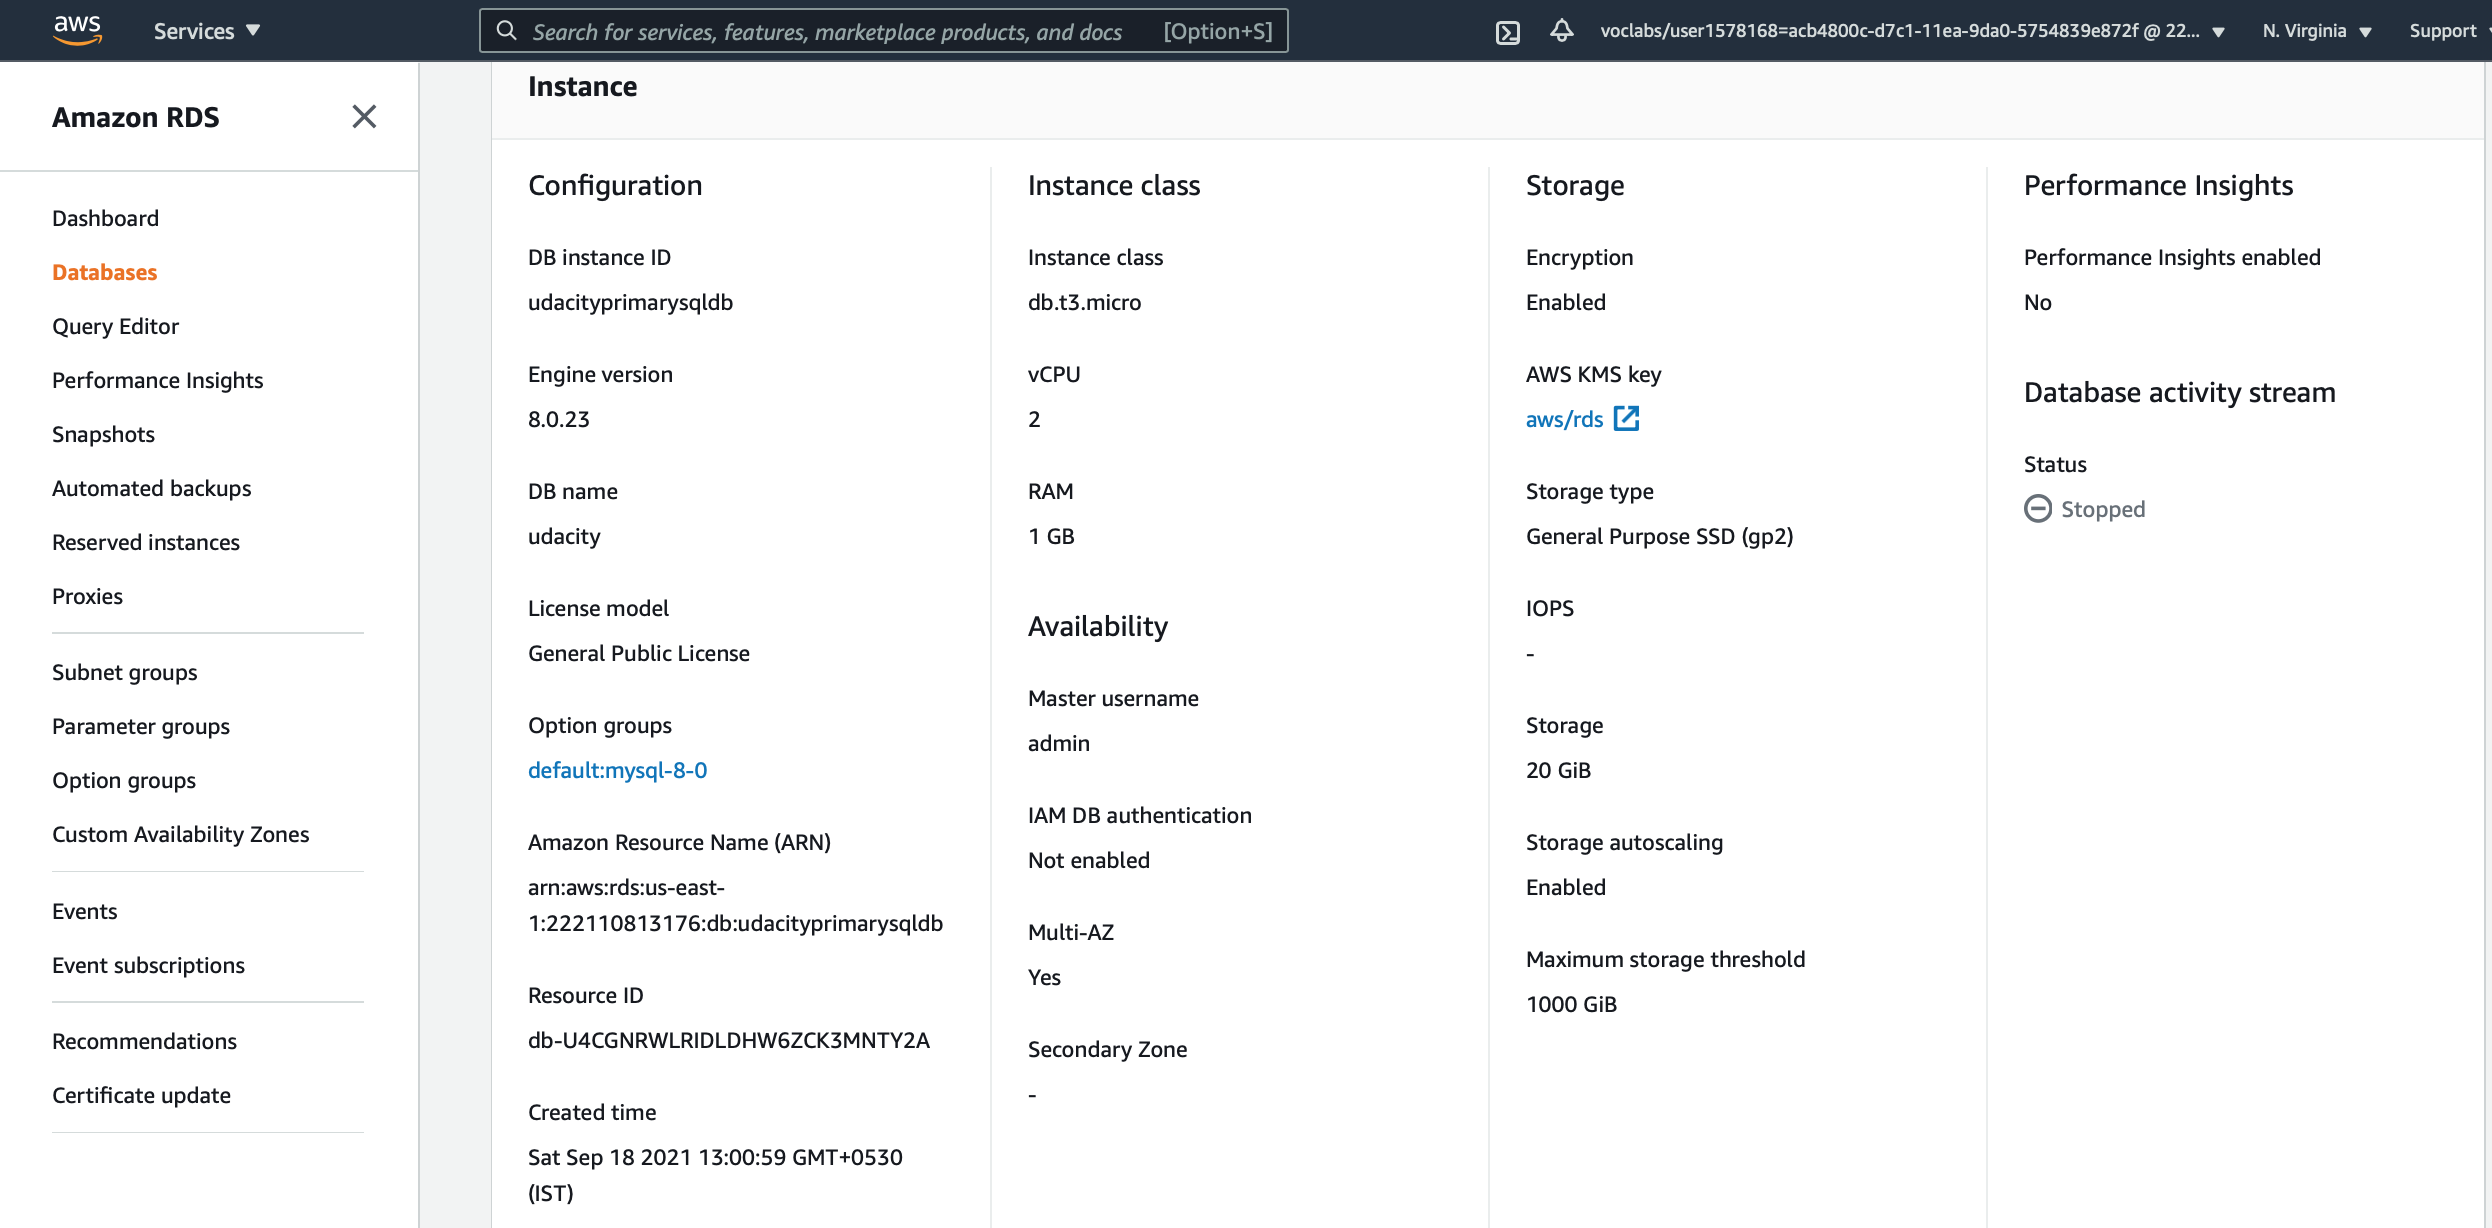 aws
Services
Search for services, features, marketplace products, and docs [Option+S]
voclabs/user1578168=acb4800c-d7c1-11ea-9da0-5754839e872f @ 22...
N. Virginia
Support
Amazon RDS
Dashboard
Databases
Query Editor
Performance Insights
Snapshots
Automated backups
Reserved instances
Proxies
Subnet groups
Parameter groups
Option groups
Custom Availability Zones
Events
Event subscriptions
Recommendations
Certificate update
Instance
Configuration
DB instance ID
udacityprimarysqldb
Engine version
8.0.23
DB name
udacity
License model
General Public License
Option groups
default:mysql-8-0
Amazon Resource Name (ARN)
arn:aws:rds:us-east-
1:222110813176:db:udacityprimarysqldb
Resource ID
db-U4CGNRWLRIDLDHW6ZCK3MNTY2A
Created time
Sat Sep 18 2021 13:00:59 GMT+0530
(IST)
Instance class
Instance class
db.t3.micro
vCPU
2
RAM
1 GB
Availability
Master username
admin
IAM DB authentication
Not enabled
Multi-AZ
Yes
Secondary Zone
-
Storage
Encryption
Enabled
AWS KMS key
aws/rds
Storage type
General Purpose SSD (gp2)
IOPS
-
Storage
20 GiB
Storage autoscaling
Enabled
Maximum storage threshold
1000 GiB
Performance Insights
Performance Insights enabled
No
Database activity stream
Status
Stopped